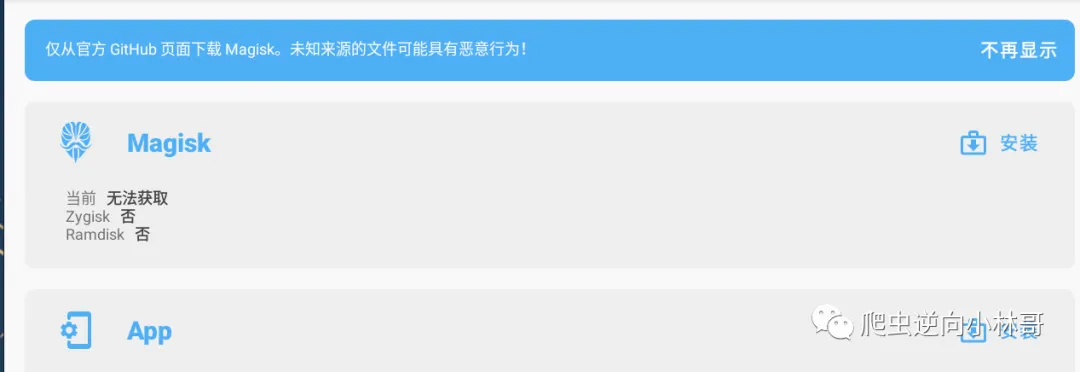 仅从官方 GitHub 页面下载 Magisk。未知来源的文件可能具有恶意行为！ 不再显示
Magisk 安装
当前 无法获取
Zygisk 否
Ramdisk 否
App 安装
爬虫逆向小林哥